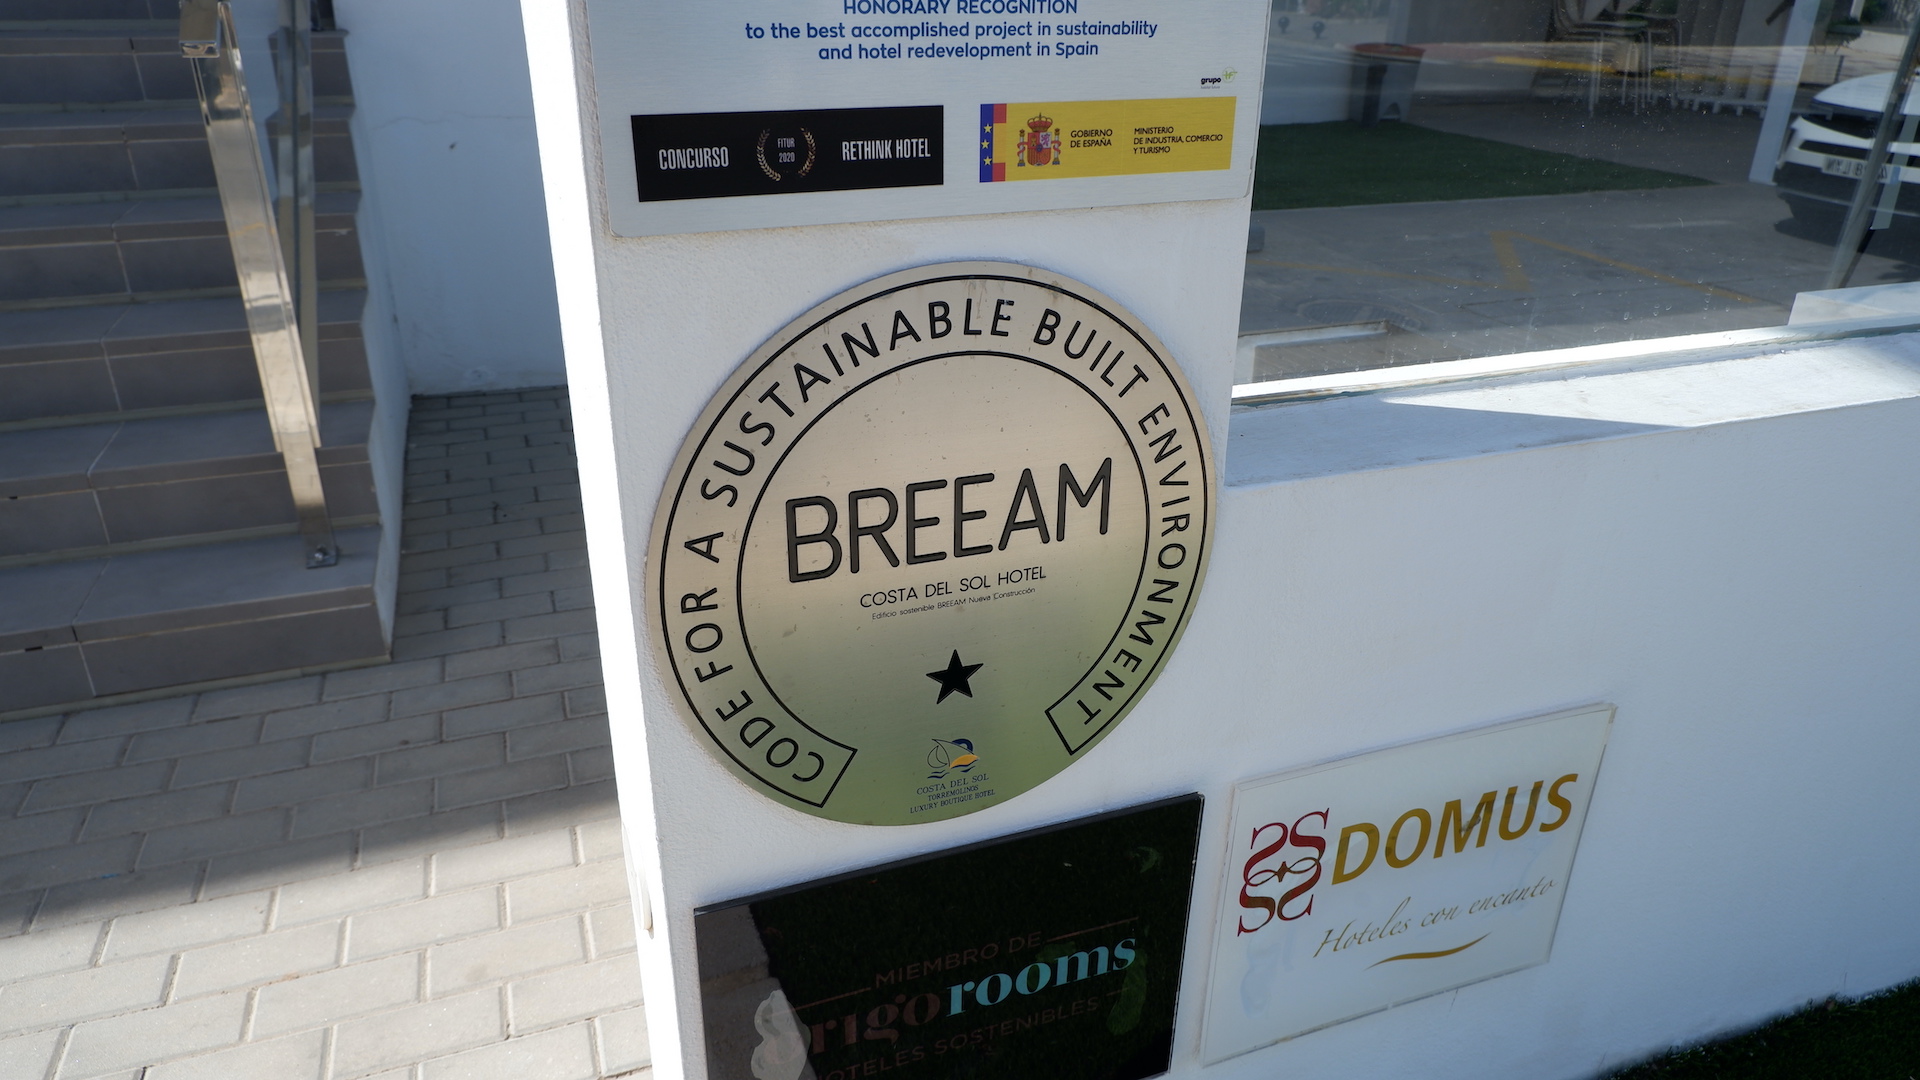 HONORARY RECOGNITION
to the best accomplished project in sustainability
and hotel redevelopment in Spain
grupo
CONCURSO
FITUR
2020
RETHINK HOTEL
GOBIERNO
DE ESPAÑA
MINISTERIO
DE INDUSTRIA, COMERCIO
Y TURISMO
CODE FOR A SUSTAINABLE BUILT ENVIRONMENT
BREEAM
COSTA DEL SOL HOTEL
Edificio sostenible BREEAM Nueva Construcción
COSTA DEL SOL
TORREMOLINOS
LUXURY BOUTIQUE HOTEL
MIEMBRO DE
rigorooms
HOTELES SOSTENIBLES
DOMUS
Hoteles con encanto